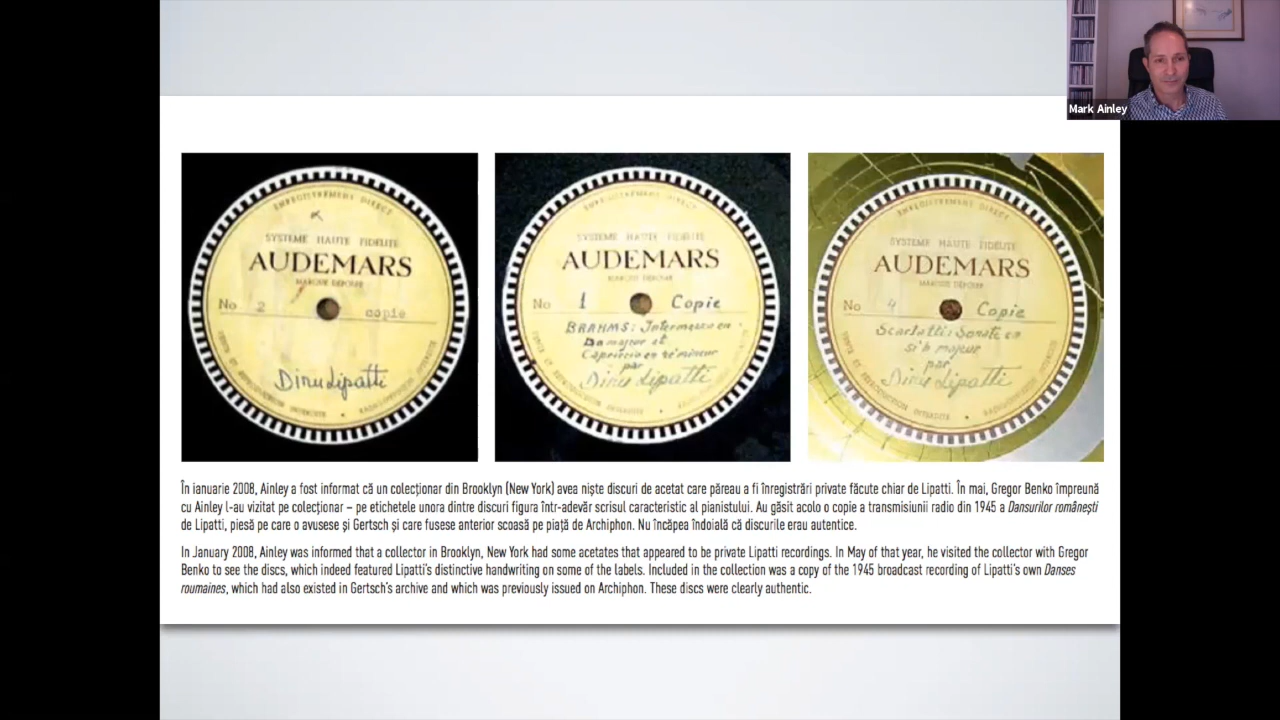 Mark Ainley
ENREGISTREMENT DIRECT
SYSTEME HAUTE FIDELITE
AUDEMARS
MARQUE DEPOSEE
No 2 copie
Dinu Lipatti
ENREGISTREMENT DIRECT
SYSTEME HAUTE FIDELITE
AUDEMARS
MARQUE DEPOSEE
No 1 Copie
BRAHMS: Intermezzo en
majeur et
Capriccio en ré mineur
par
Dinu Lipatti
ENREGISTREMENT DIRECT
SYSTEME HAUTE FIDELITE
AUDEMARS
MARQUE DEPOSEE
No 4 Copie
Scarlatti: Sonate en
si b majeur
par
Dinu Lipatti
În ianuarie 2008, Ainley a fost informat că un colecționar din Brooklyn (New York) avea niște discuri de acetat care păreau a fi înregistrări private făcute chiar de Lipatti. În mai, Gregor Benko împreună
cu Ainley l-au vizitat pe colecționar – pe etichetele unora dintre discuri figura într-adevăr scrisul caracteristic al pianistului. Au găsit acolo o copie a transmisiunii radio din 1945 a Dansurilor românești
de Lipatti, piesă pe care o avusese și Gertsch și care fusese anterior scoasă pe piață de Archiphon. Nu încăpea îndoială că discurile erau autentice.
In January 2008, Ainley was informed that a collector in Brooklyn, New York had some acetates that appeared to be private Lipatti recordings. In May of that year, he visited the collector with Gregor
Benko to see the discs, which indeed featured Lipatti's distinctive handwriting on some of the labels. Included in the collection was a copy of the 1945 broadcast recording of Lipatti's own Danses
roumaines, which had also existed in Gertsch's archive and which was previously issued on Archiphon. These discs were clearly authentic.